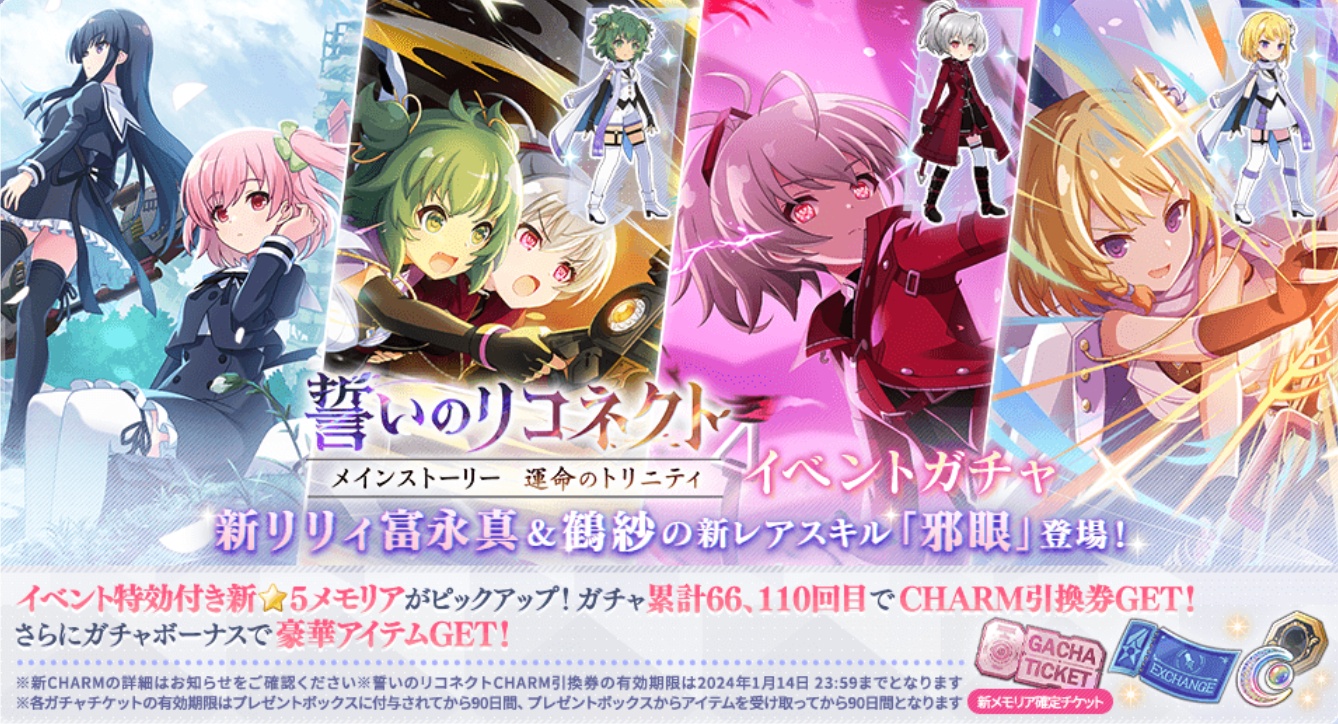 誓いのリコネクト
メインストーリー 運命のトリニティ
イベントガチャ
新リリィ富永真&鶴紗の新レアスキル「邪眼」登場!
イベント特効付き新⭐5メモリアがピックアップ! ガチャ累計66、110回目でCHARM引換券GET!
さらにガチャボーナスで豪華アイテムGET!
GACHA
TICKET
EXCHANGE
新メモリア確定チケット
※新CHARMの詳細はお知らせをご確認ください※誓いのリコネクトCHARM引換券の有効期限は2024年1月14日 23:59までとなります
※各ガチャチケットの有効期限はプレゼントボックスに付与されてから90日間、プレゼントボックスからアイテムを受け取ってから90日間となります